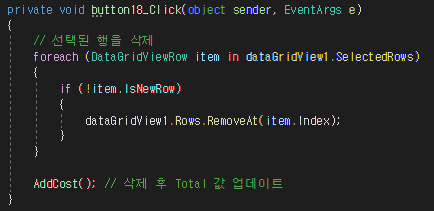 private void button18_Click(object sender, EventArgs e)
{
// 선택된 행을 삭제
foreach (DataGridViewRow item in dataGridView1.SelectedRows)
{
if (!item.IsNewRow)
{
dataGridView1.Rows.RemoveAt(item.Index);
}
}
AddCost(); // 삭제 후 Total 값 업데이트
}